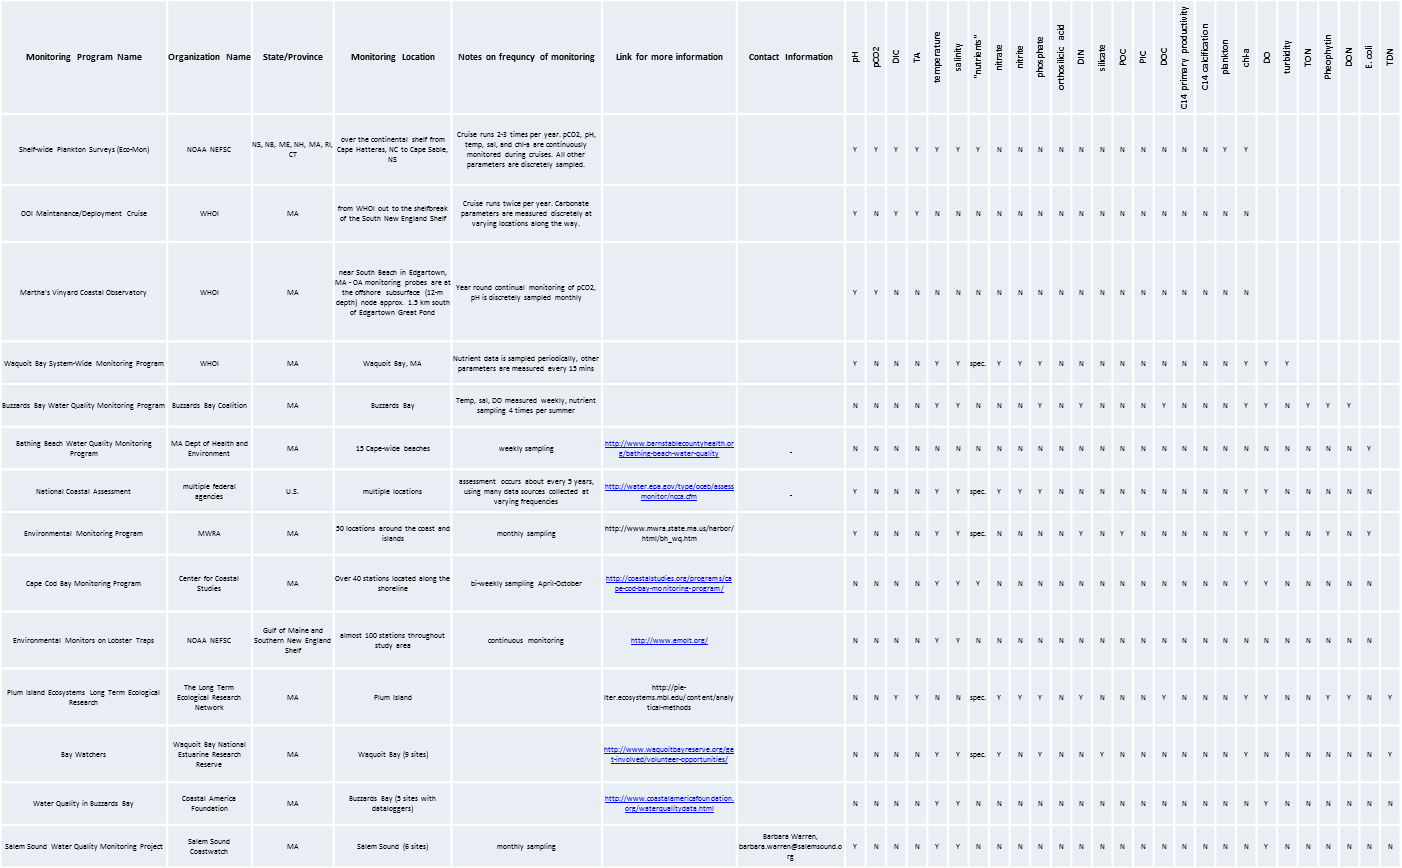 Monitoring Program Name
Organization Name
State/Province
Monitoring Location
Notes on frequncy of monitoring
Link for more information
Contact Information
pH
pCO2
DIC
TA
temperature
salinity
"nutrients"
nitrate
nitrite
phosphate
orthosilicic acid
DIN
silicate
POC
PIC
DOC
C14 primary productivity
C14 calcification
plankton
chl-a
DO
turbidity
TON
Pheophytin
DON
E. coli
TDN
Shelf-wide Plankton Surveys (Eco-Mon)
NOAA NEFSC
NS, NB, ME, NH, MA, RI,
CT
over the continental shelf from
Cape Hatteras, NC to Cape Sable,
NS
Cruise runs 2-3 times per year. pCO2, pH,
temp, sal, and chl-a are continuously
monitored during cruises. All other
parameters are discretely sampled.
Y Y Y Y Y Y Y N N N N N N N N N N N Y Y
OOI Maintanance/Deployment Cruise
WHOI
MA
from WHOI out to the shelfbreak
of the South New England Shelf
Cruise runs twice per year. Carbonate
parameters are measured discretely at
varying locations along the way.
Y N Y Y N N N N N N N N N N N N N N N N
Martha's Vinyard Coastal Observatory
WHOI
MA
near South Beach in Edgartown,
MA - OA monitoring probes are at
the offshore subsurface (12-m
depth) node approx. 1.5 km south
of Edgartown Great Pond
Year round continual monitoring of pCO2,
pH is discretely sampled monthly
Y Y N N N N N N N N N N N N N N N N N N
Waquoit Bay System-Wide Monitoring Program
WHOI
MA
Waquoit Bay, MA
Nutrient data is sampled periodically, other
parameters are measured every 15 mins
Y N N N Y Y spec. Y Y Y N N N N N N N N N Y Y Y
Buzzards Bay Water Quality Monitoring Program
Buzzards Bay Coalition
MA
Buzzards Bay
Temp, sal, DO measured weekly, nutrient
sampling 4 times per summer
N N N N Y Y N N N Y N Y N N N Y N N N Y Y N Y Y Y
Bathing Beach Water Quality Monitoring
Program
MA Dept of Health and
Environment
MA
15 Cape-wide beaches
weekly sampling
http://www.barnstablecountyhealth.or
g/bathing-beach-water-quality
-
N N N N N N N N N N N N N N N N N N N N N N N N N Y
National Coastal Assessment
multiple federal
agencies
U.S.
multiple locations
assessment occurs about every 5 years,
using many data sources collected at
varying frequencies
http://water.epa.gov/type/oceb/assess
monitor/ncca.cfm
-
Y N N N Y Y spec. Y Y Y N N N N N N N N N Y Y N N N N N
Environmental Monitoring Program
MWRA
MA
50 locations around the coast and
islands
monthly sampling
http://www.mwra.state.ma.us/harbor/
html/bh_wq.htm
Y N N N Y Y spec. N N N N Y N Y N N N N N Y Y N N Y N Y
Cape Cod Bay Monitoring Program
Center for Coastal
Studies
MA
Over 40 stations located along the
shoreline
bi-weekly sampling April-October
http://coastalstudies.org/programs/ca
pe-cod-bay-monitoring-program/
N N N N Y Y Y N N N N N N N N N N N N Y Y N N N N N
Environmental Monitors on Lobster Traps
NOAA NEFSC
Gulf of Maine and
Southern New England
Shelf
almost 100 stations throughout
study area
continuous monitoring
http://www.emolt.org/
N N N N Y Y N N N N N N N N N N N N N N N N N N N N
Plum Island Ecosystems Long Term Ecological
Research
The Long Term
Ecological Research
Network
MA
Plum Island
http://pie-
lter.ecosystems.mbl.edu/content/analy
tical-methods
N N Y Y N N spec. Y Y Y N Y N N N Y N N N Y Y N N Y Y N Y
Bay Watchers
Waquoit Bay National
Estuarine Research
Reserve
MA
Waquoit Bay (9 sites)
http://www.waquoitbayreserve.org/ge
t-involved/volunteer-opportunities/
N N N N Y Y spec. Y N Y N N Y N N N N N N Y N N N N N N Y
Water Quality in Buzzards Bay
Coastal America
Foundation
MA
Buzzards Bay (5 sites with
dataloggers)
http://www.coastalamericafoundation.
org/waterqualitydata.html
N N N N Y Y N N N N N N N N N N N N N N Y N N N N N N
Salem Sound Water Quality Monitoring Project
Salem Sound
Coastwatch
MA
Salem Sound (6 sites)
monthly sampling
Barbara Warren,
barbara.warren@salemsound.o
rg
Y N N N Y Y N N N N N N N N N N N N N N Y N N N N N N